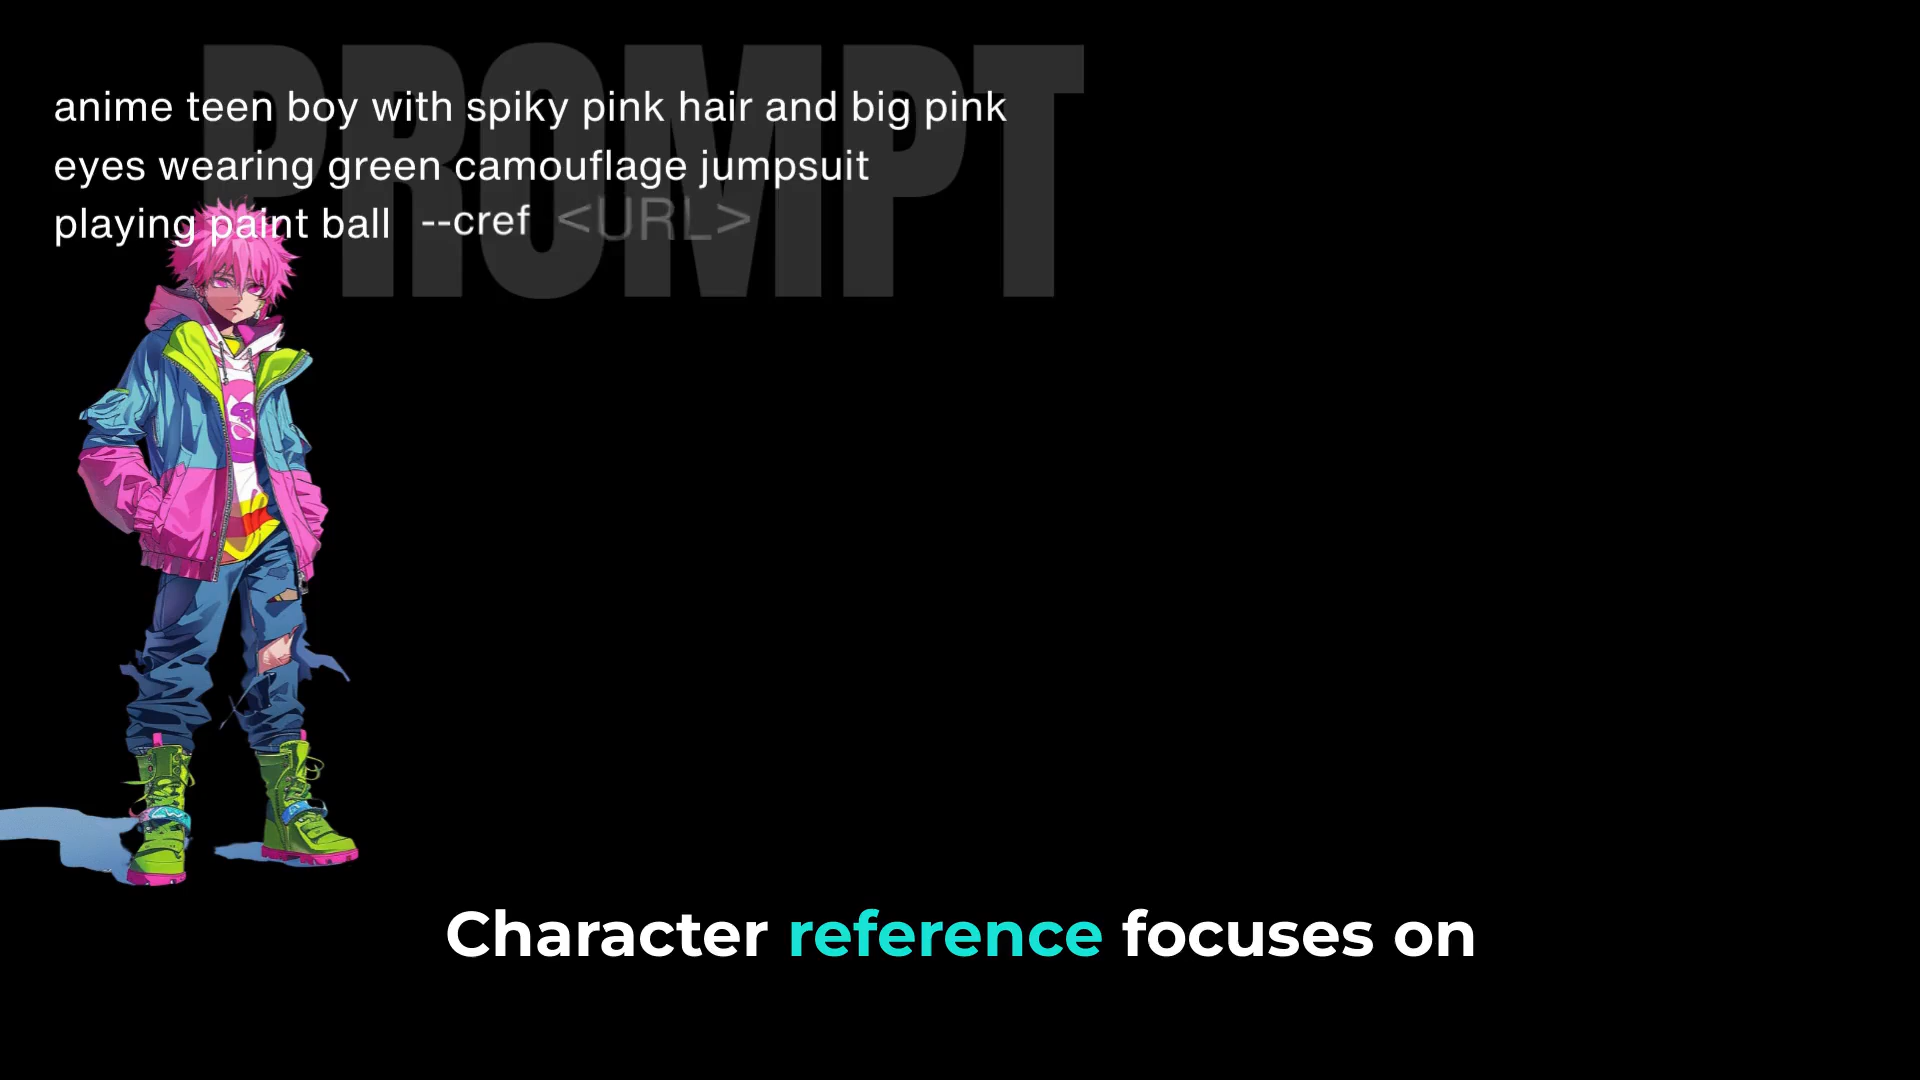 PROMPT
anime teen boy with spiky pink hair and big pink
eyes wearing green camouflage jumpsuit
playing paint ball --cref <URL>
Character reference focuses on